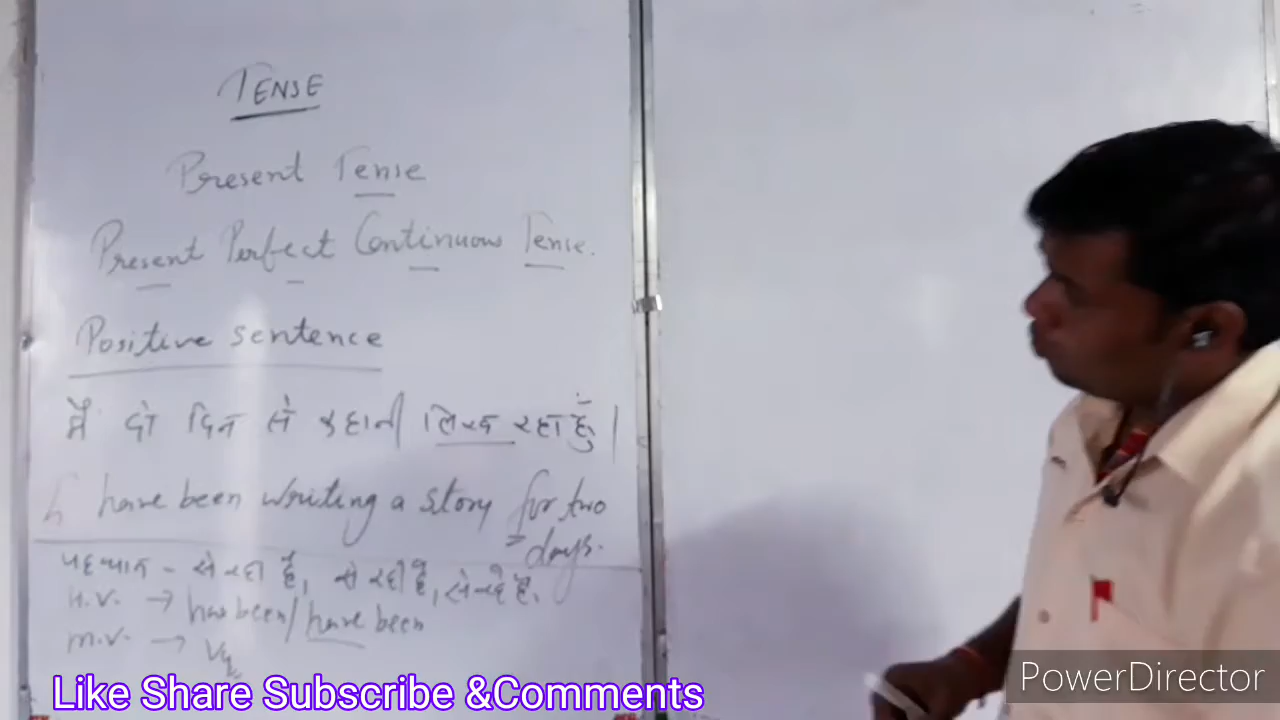 TENSE
Present Tense
Present Perfect Continuous Tense.
Positive sentence
मैं दो दिन से कहानी लिख रहा हूँ।
I have been writing a story for two
days.
पहचान - से रहा है, से रही है, से रहे हैं.
H.V. → has been/have been
M.V. → V4
Like Share Subscribe &Comments
PowerDirector